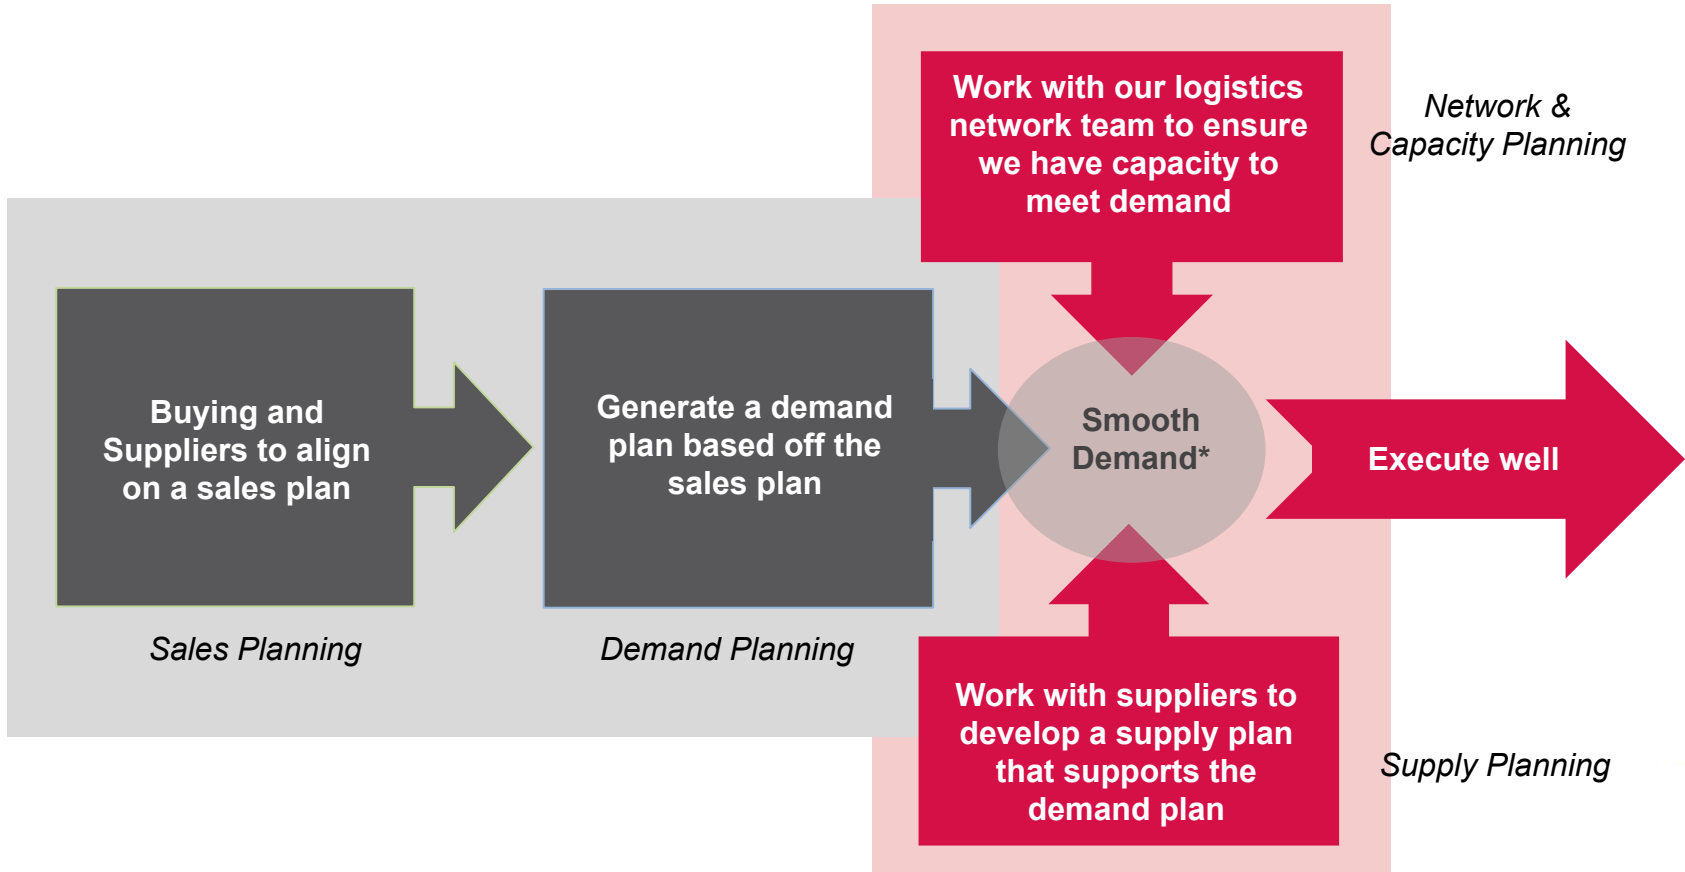 Work with our logistics
network team to ensure
we have capacity to
meet demand
Network &
Capacity Planning
Buying and
Suppliers to align
on a sales plan
Sales Planning
Generate a demand
plan based off the
sales plan
Demand Planning
Smooth
Demand*
Execute well
Work with suppliers to
develop a supply plan
that supports the
demand plan
Supply Planning